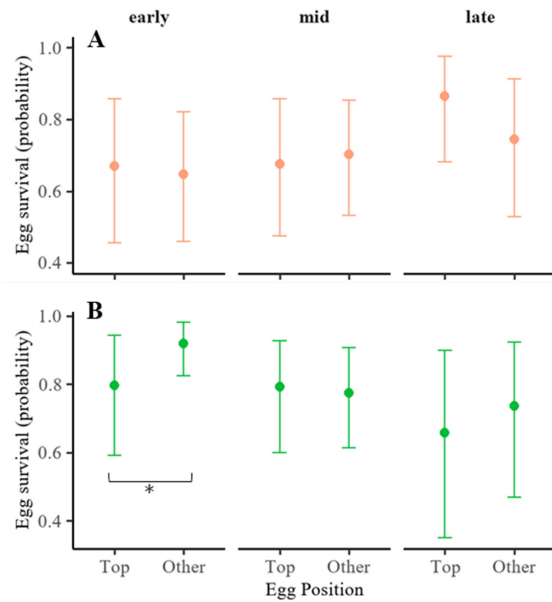 early mid late
A
Egg survival (probability)
1.0
0.8
0.6
0.4
B
Egg survival (probability)
1.0
0.8
0.6
0.4
*
Top Other Top Other Top Other
Egg Position